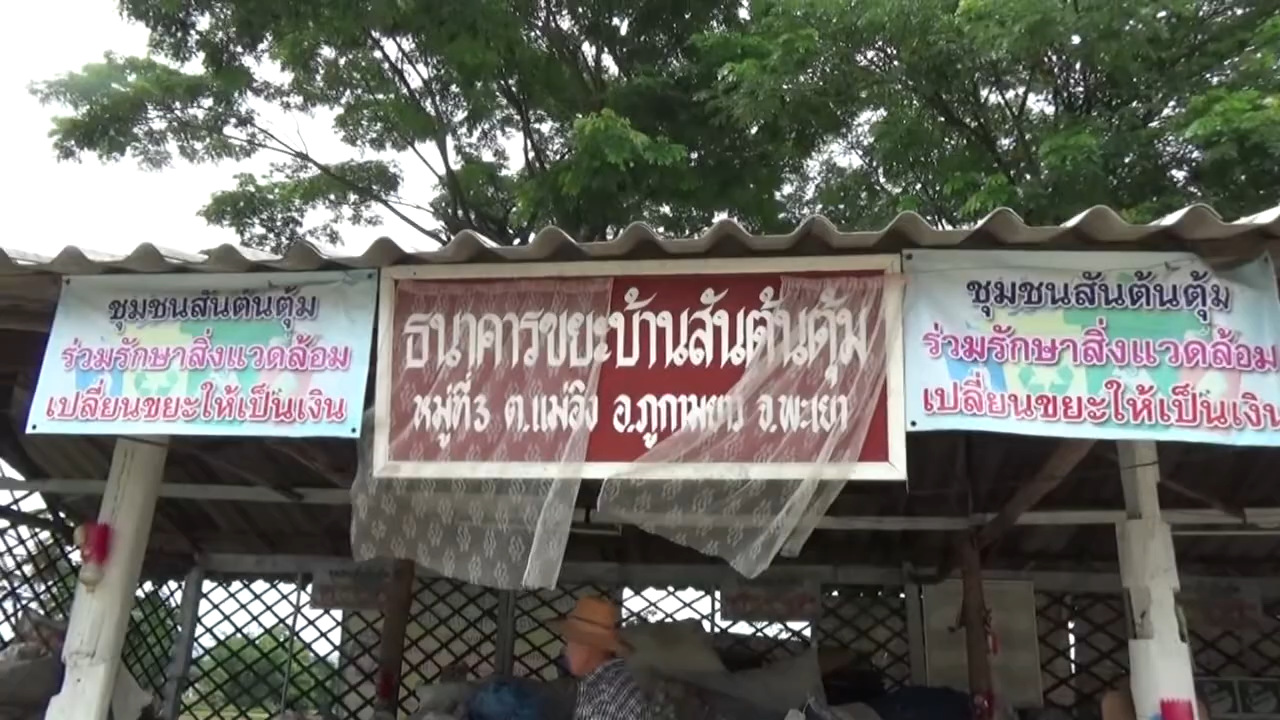 ชุมชนสันต้นตุ้ม
ร่วมรักษาสิ่งแวดล้อม
เปลี่ยนขยะให้เป็นเงิน
ธนาคารขยะบ้านสันต้นตุ้ม
หมู่ที่3 ต.แม่อิง อ.ภูกามยาว จ.พะเยา
ชุมชนสันต้นตุ้ม
ร่วมรักษาสิ่งแวดล้อม
เปลี่ยนขยะให้เป็นเงิน